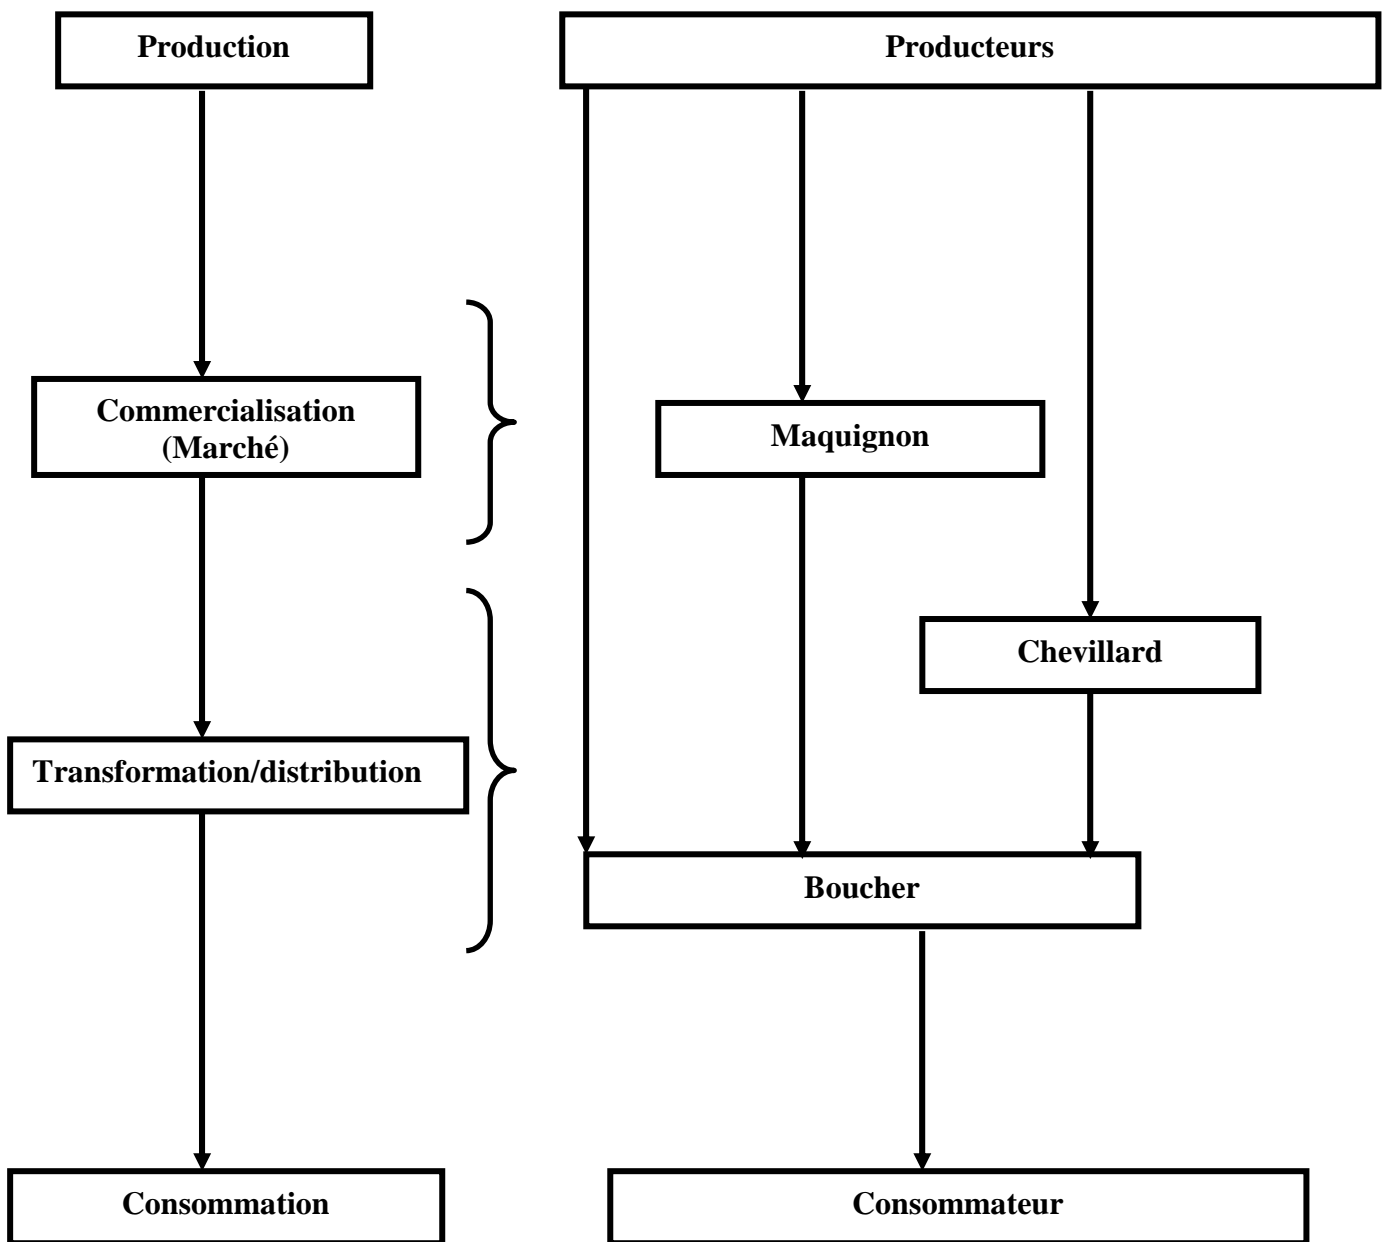 Production
Producteurs
Commercialisation
(Marché)
Maquignon
Chevillard
Transformation/distribution
Boucher
Consommation
Consommateur